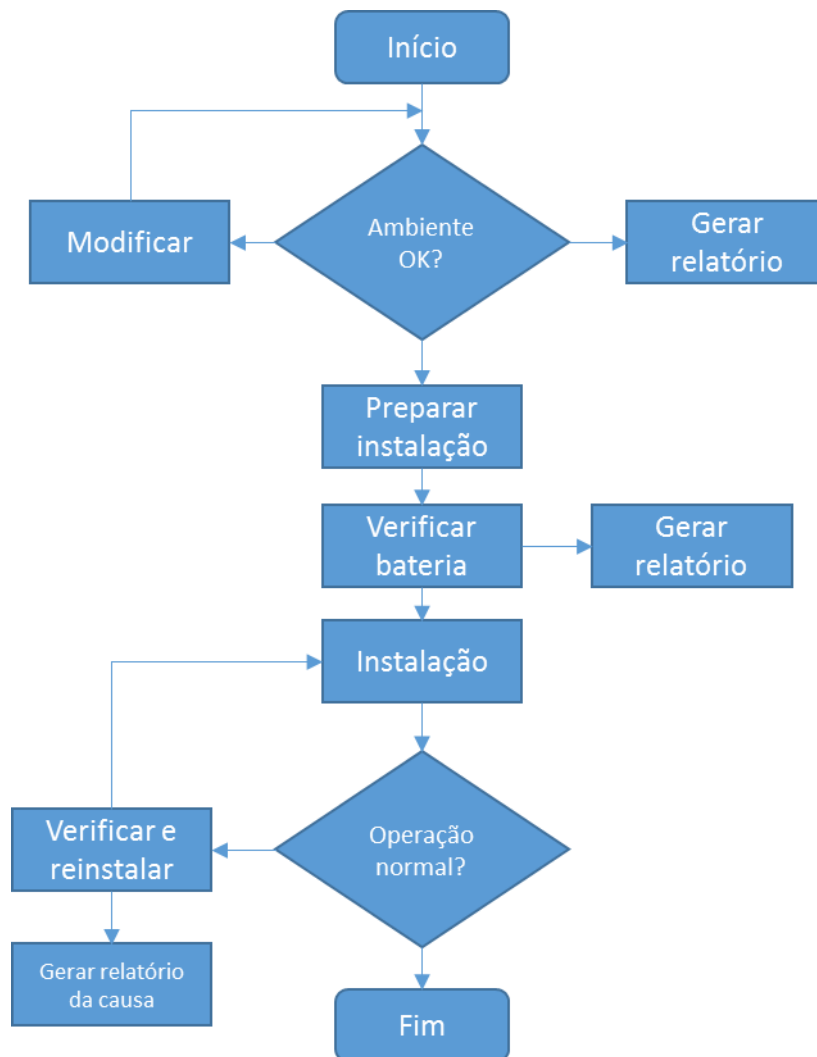 Início
Modificar
Ambiente
OK?
Gerar
relatório
Preparar
instalação
Verificar
bateria
Gerar
relatório
Instalação
Verificar e
reinstalar
Operação
normal?
Gerar relatório
da causa
Fim